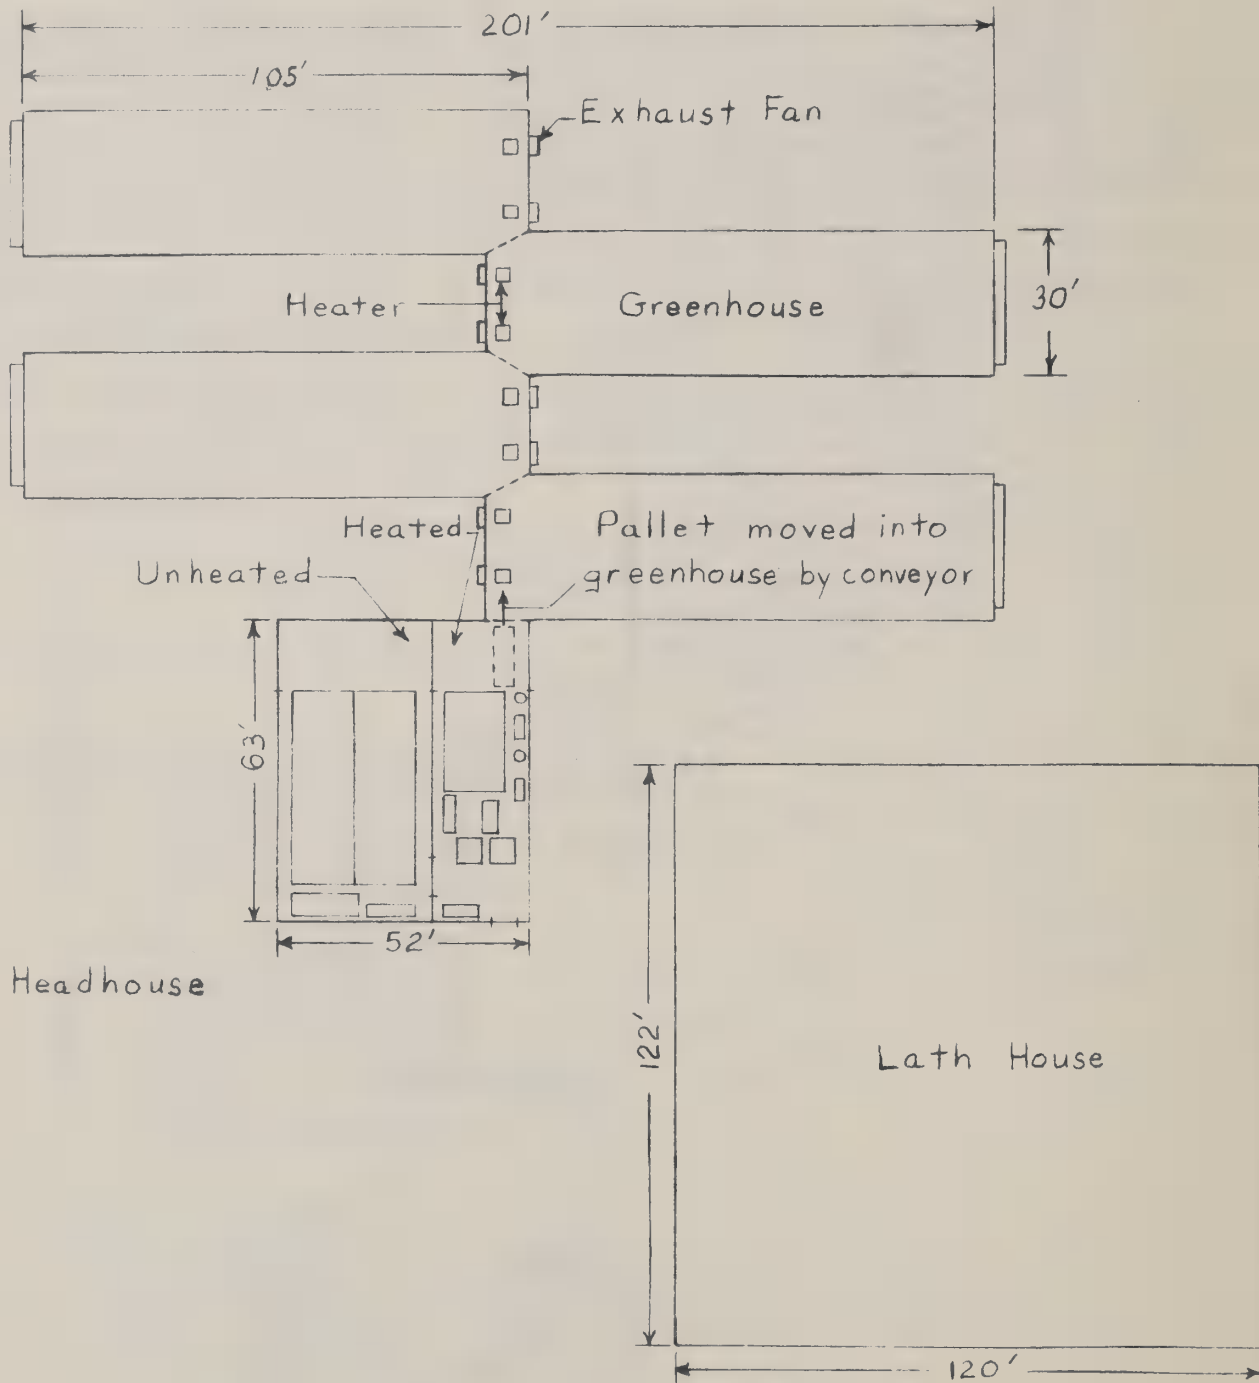 201'
105'
Exhaust Fan
Heater
Greenhouse
30'
Heated
Pallet moved into
greenhouse by conveyor
Unheated
63'
52'
Headhouse
122'
Lath House
120'